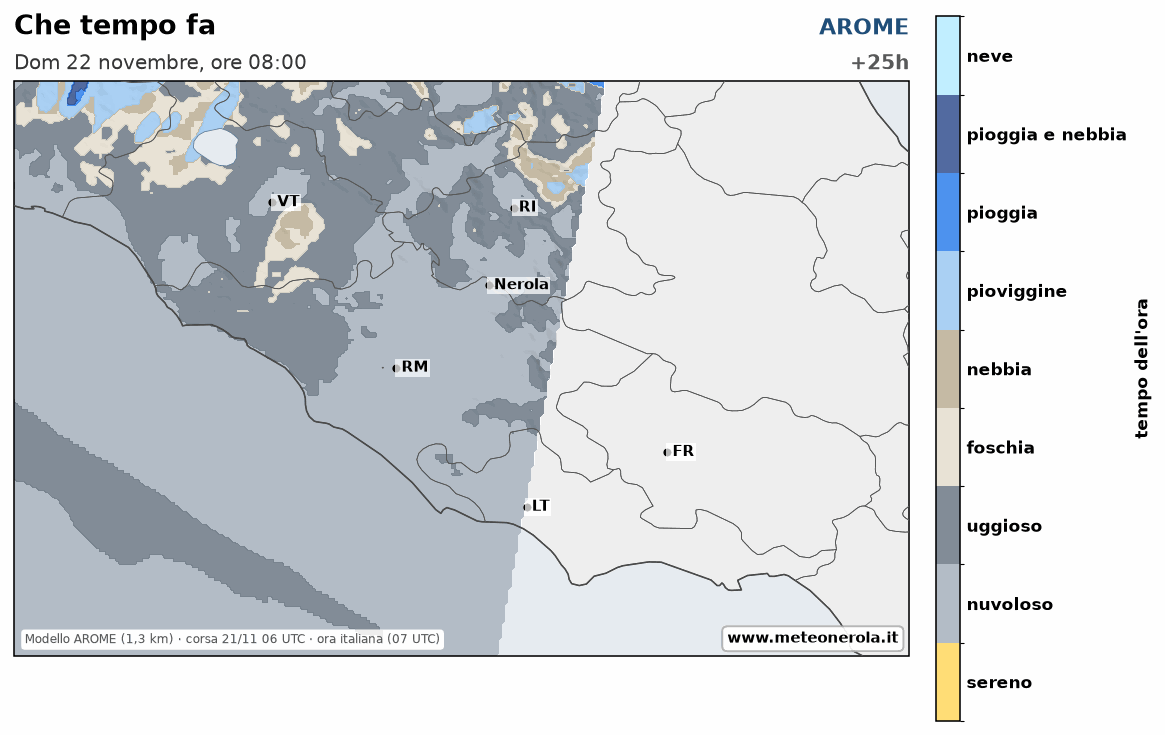 Che tempo fa
AROME
Dom 22 novembre, ore 08:00
+25h
neve
pioggia e nebbia
pioggia
pioviggine
nebbia
foschia
uggioso
nuvoloso
sereno
tempo dell'ora
VT
RI
Nerola
RM
FR
LT
Modello AROME (1,3 km) · corsa 21/11 06 UTC · ora italiana (07 UTC)
www.meteonerola.it